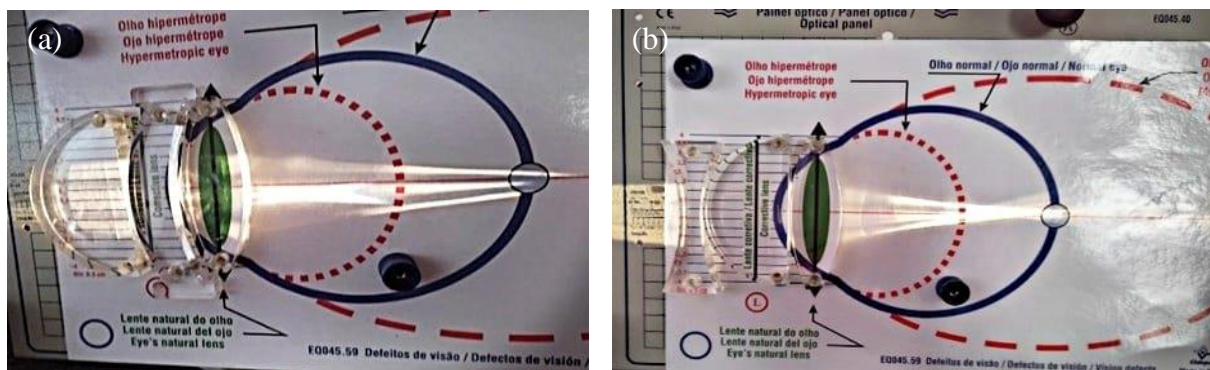 (a)
Olho hipermétrope
Ojo hipermétrope
Hypermetropic eye
Corrective lens
Lente natural do olho
Lente natural del ojo
Eye's natural lens
EQ045.59 Defeitos de visão / Defectos de visión /
(b)
CE
Painel óptico / Panel optico /
Optical panel
EQ045.40
Olho hipermétrope
Ojo hipermétrope
Hypermetropic eye
Olho normal / Ojo normal / Normal eye
Lente corretiva / Lente correctiva
Corrective lens
L
Lente natural do olho
Lente natural del ojo
Eye's natural lens
EQ045.59 Defeitos de visão / Defectos de visión / Vision defects